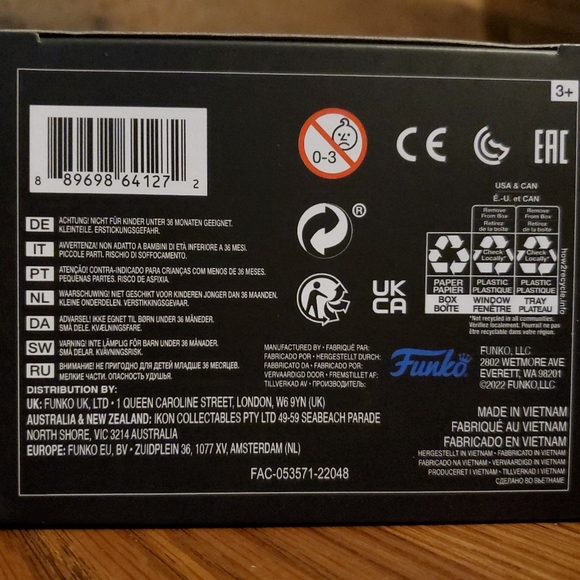 3+
8 89698 64127 2
0-3
CE
EAC
USA & CAN
É.-U. et CAN
Remove From Box
Retirez de la boîte
Remove From Box
Retirez de la boîte
Check Locally*
Check Locally*
PAPER
PAPIER
BOX
BOÎTE
PLASTIC
PLASTIQUE
WINDOW
FENÊTRE
PLASTIC
PLASTIQUE
TRAY
PLATEAU
*Not recycled in all communities.
Vérifiez localement. Pourrait ne pas
être recyclable dans votre endroit.
how2recycle.info
®
UK
CA
DE ACHTUNG! NICHT FÜR KINDER UNTER 36 MONATEN GEEIGNET.
KLEINTEILE. ERSTICKUNGSGEFAHR.
IT AVVERTENZA! NON ADATTO A BAMBINI DI ETÀ INFERIORE A 36 MESI.
PICCOLE PARTI. RISCHIO DI SOFFOCAMENTO.
PT ATENÇÃO! CONTRA-INDICADO PARA CRIANÇAS COM MENOS DE 36 MESES.
PEQUENAS PARTES. RISCO DE ASFIXIA.
NL WAARSCHUWING! NIET GESCHIKT VOOR KINDEREN JONGER DAN 36 MAANDEN.
KLEINE ONDERDELEN. VERSTIKKINGSGEVAAR.
DA ADVARSEL! IKKE EGNET TIL BØRN UNDER 36 MÅNEDER.
SMÅ DELE. KVÆLNINGSFARE.
SW VARNING! INTE LÄMPLIG FÖR BARN UNDER 36 MÅNADER.
SMÅ DELAR. KVÄVNINGSRISK.
RU ВНИМАНИЕ! НЕ ПРИГОДНО ДЛЯ ДЕТЕЙ МЛАДШЕ 36 МЕСЯЦЕВ.
МЕЛКИЕ ЧАСТИ. ОПАСНОСТЬ УДУШЬЯ.
MANUFACTURED BY • FABRIQUÉ PAR:
FABRICADO POR • HERGESTELLT DURCH:
FABBRICATO DA • FABRICADO POR:
VERVAARDIGD DOOR • FREMSTILLET AF:
TILLVERKAD AV • ПРОИЗВОДИТЕЛЬ:
Funko
FUNKO, LLC
2802 WETMORE AVE
EVERETT, WA 98201
©2022 FUNKO,LLC.
DISTRIBUTION BY:
UK: FUNKO UK, LTD • 1 QUEEN CAROLINE STREET, LONDON, W6 9YN (UK)
AUSTRALIA & NEW ZEALAND: IKON COLLECTABLES PTY LTD 49-59 SEABEACH PARADE
NORTH SHORE, VIC 3214 AUSTRALIA
EUROPE: FUNKO EU, BV • ZUIDPLEIN 36, 1077 XV, AMSTERDAM (NL)
FAC-053571-22048
MADE IN VIETNAM
FABRIQUÉ AU VIETNAM
FABRICADO EN VIETNAM
HERGESTELLT IN VIETNAM • FABBRICATO IN VIETNAM
FABRICADO NA VIETNAM • VERVAARDIGD IN VIETNAM
PRODUCERET I VIETNAM • TILLVERKAD I VIETNAM
СДЕЛАНО ВО ВЬЕТНАМЕ